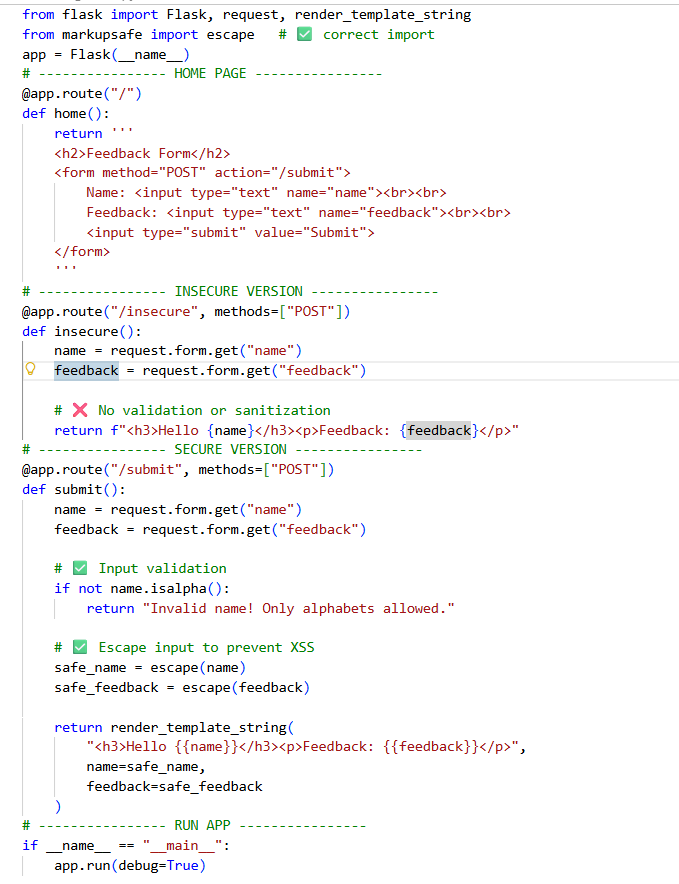 from flask import Flask, request, render_template_string
from markupsafe import escape   # ✅ correct import
app = Flask(__name__)
# ---------------- HOME PAGE ----------------
@app.route("/")
def home():
    return '''
    <h2>Feedback Form</h2>
    <form method="POST" action="/submit">
        Name: <input type="text" name="name"><br><br>
        Feedback: <input type="text" name="feedback"><br><br>
        <input type="submit" value="Submit">
    </form>
    '''
# ---------------- INSECURE VERSION ----------------
@app.route("/insecure", methods=["POST"])
def insecure():
    name = request.form.get("name")
    feedback = request.form.get("feedback")

    # ❌ No validation or sanitization
    return f"<h3>Hello {name}</h3><p>Feedback: {feedback}</p>"
# ---------------- SECURE VERSION ----------------
@app.route("/submit", methods=["POST"])
def submit():
    name = request.form.get("name")
    feedback = request.form.get("feedback")

    # ✅ Input validation
    if not name.isalpha():
        return "Invalid name! Only alphabets allowed."

    # ✅ Escape input to prevent XSS
    safe_name = escape(name)
    safe_feedback = escape(feedback)

    return render_template_string(
        "<h3>Hello {{name}}</h3><p>Feedback: {{feedback}}</p>",
        name=safe_name,
        feedback=safe_feedback
    )
# ---------------- RUN APP ----------------
if __name__ == "__main__":
    app.run(debug=True)